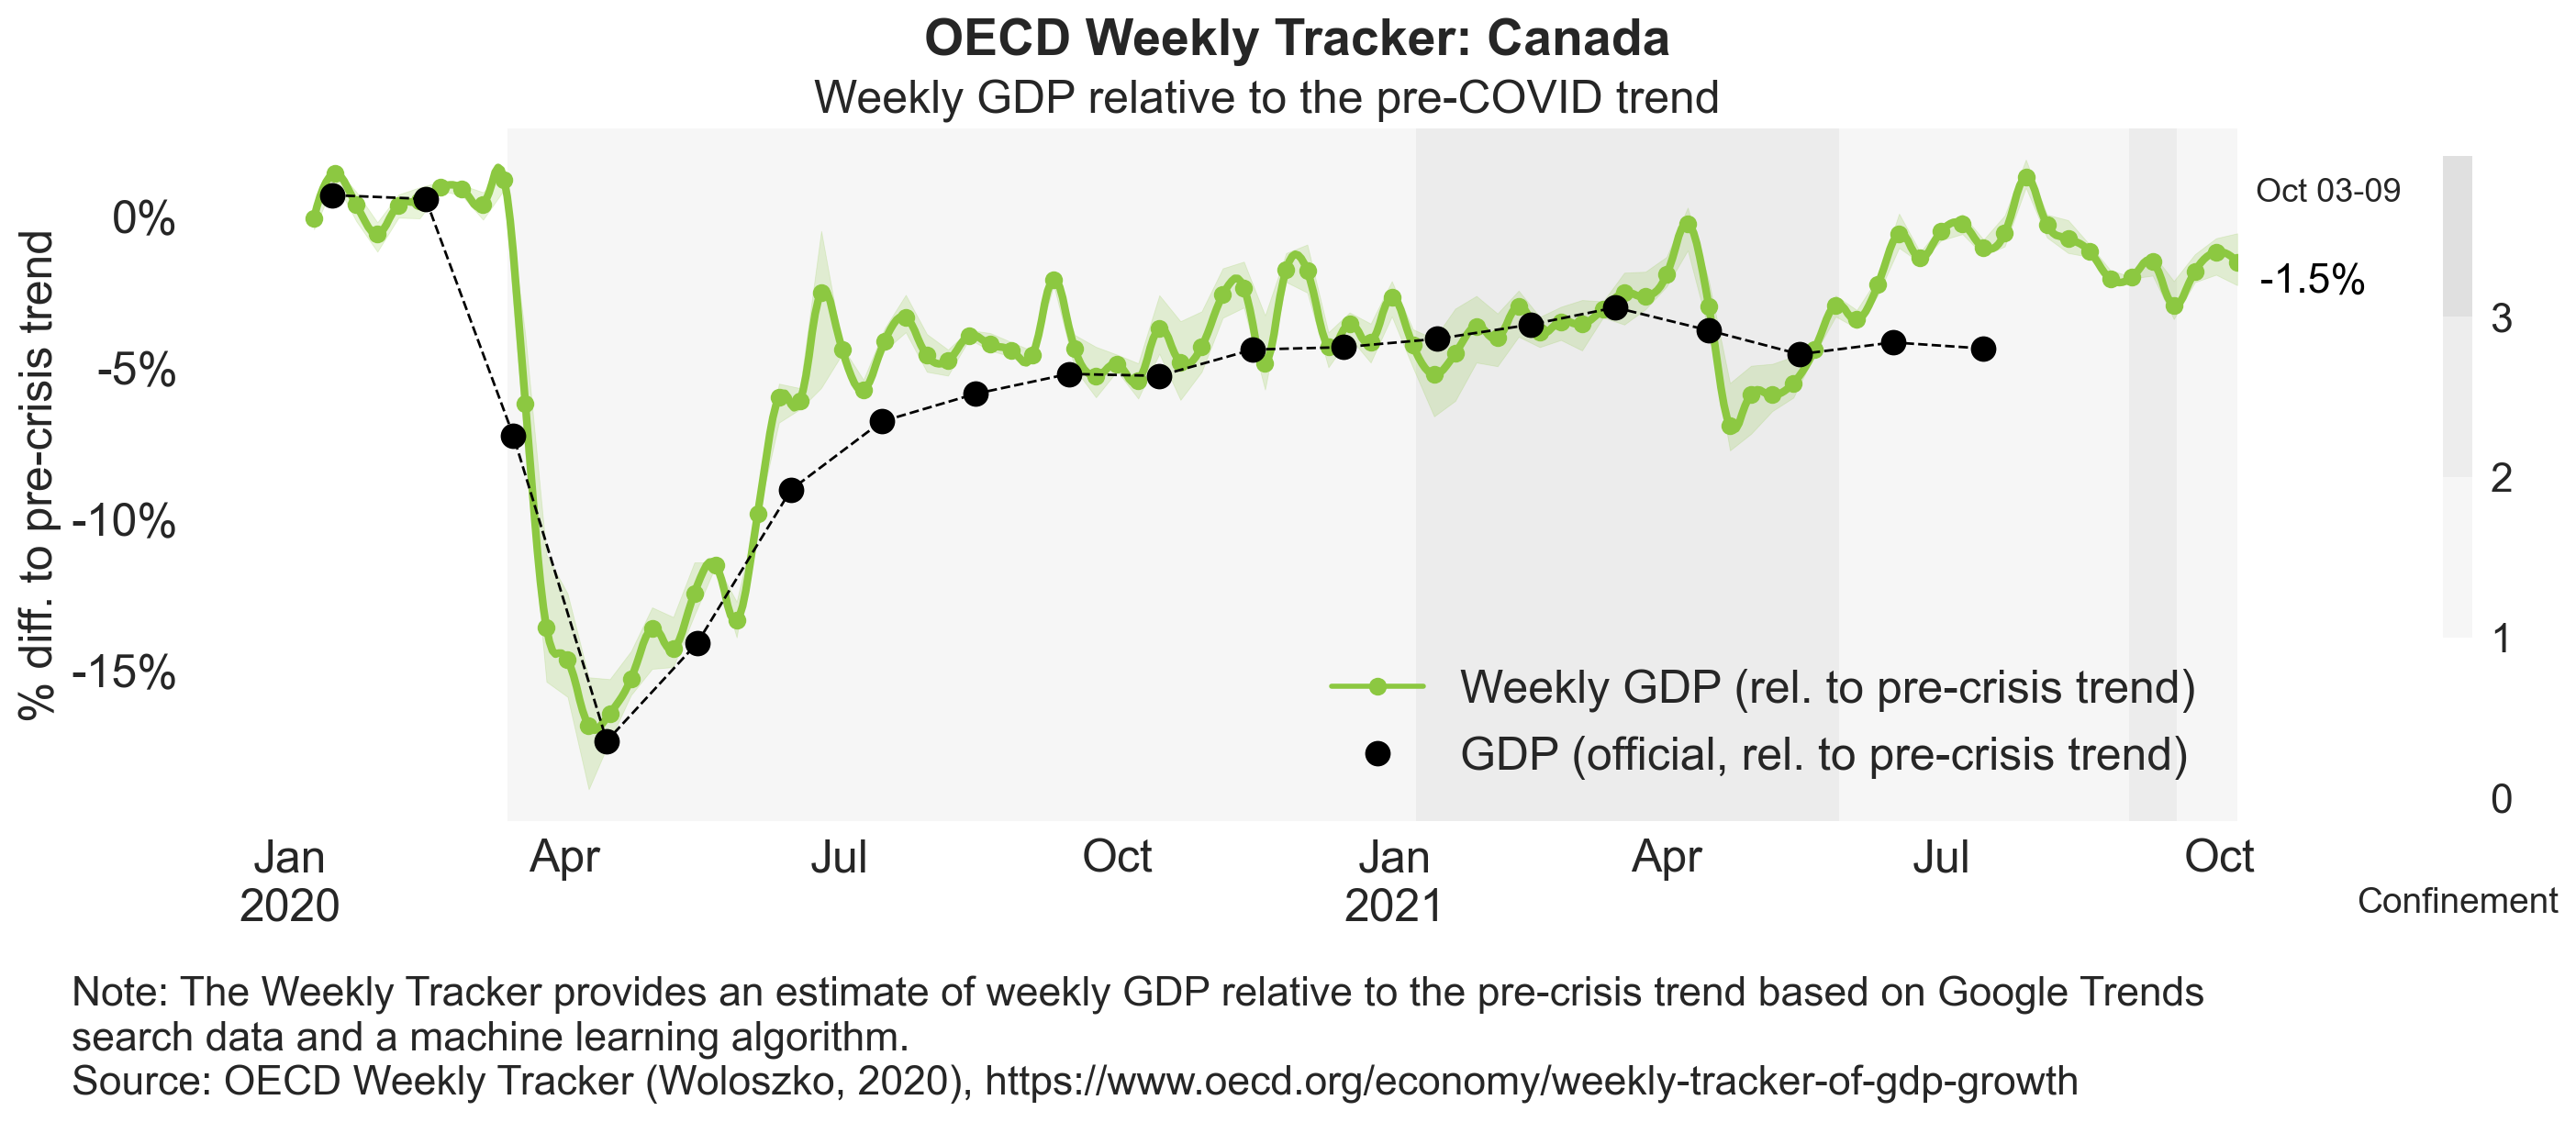 OECD Weekly Tracker: Canada
Weekly GDP relative to the pre-COVID trend
% diff. to pre-crisis trend
0%
-5%
-10%
-15%
Oct 03-09
-1.5%
3
2
1
0
Weekly GDP (rel. to pre-crisis trend)
GDP (official, rel. to pre-crisis trend)
Jan Apr Jul Oct Jan Apr Jul Oct
2020 2021
Confinement
Note: The Weekly Tracker provides an estimate of weekly GDP relative to the pre-crisis trend based on Google Trends
search data and a machine learning algorithm.
Source: OECD Weekly Tracker (Woloszko, 2020), https://www.oecd.org/economy/weekly-tracker-of-gdp-growth